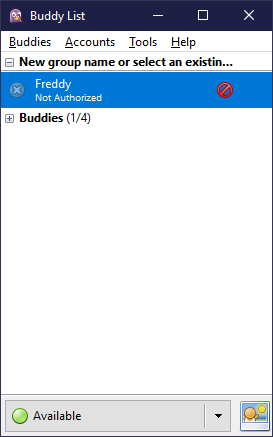 Buddy List
Buddies Accounts Tools Help
New group name or select an existin...
Freddy
Not Authorized
Buddies (1/4)
Available